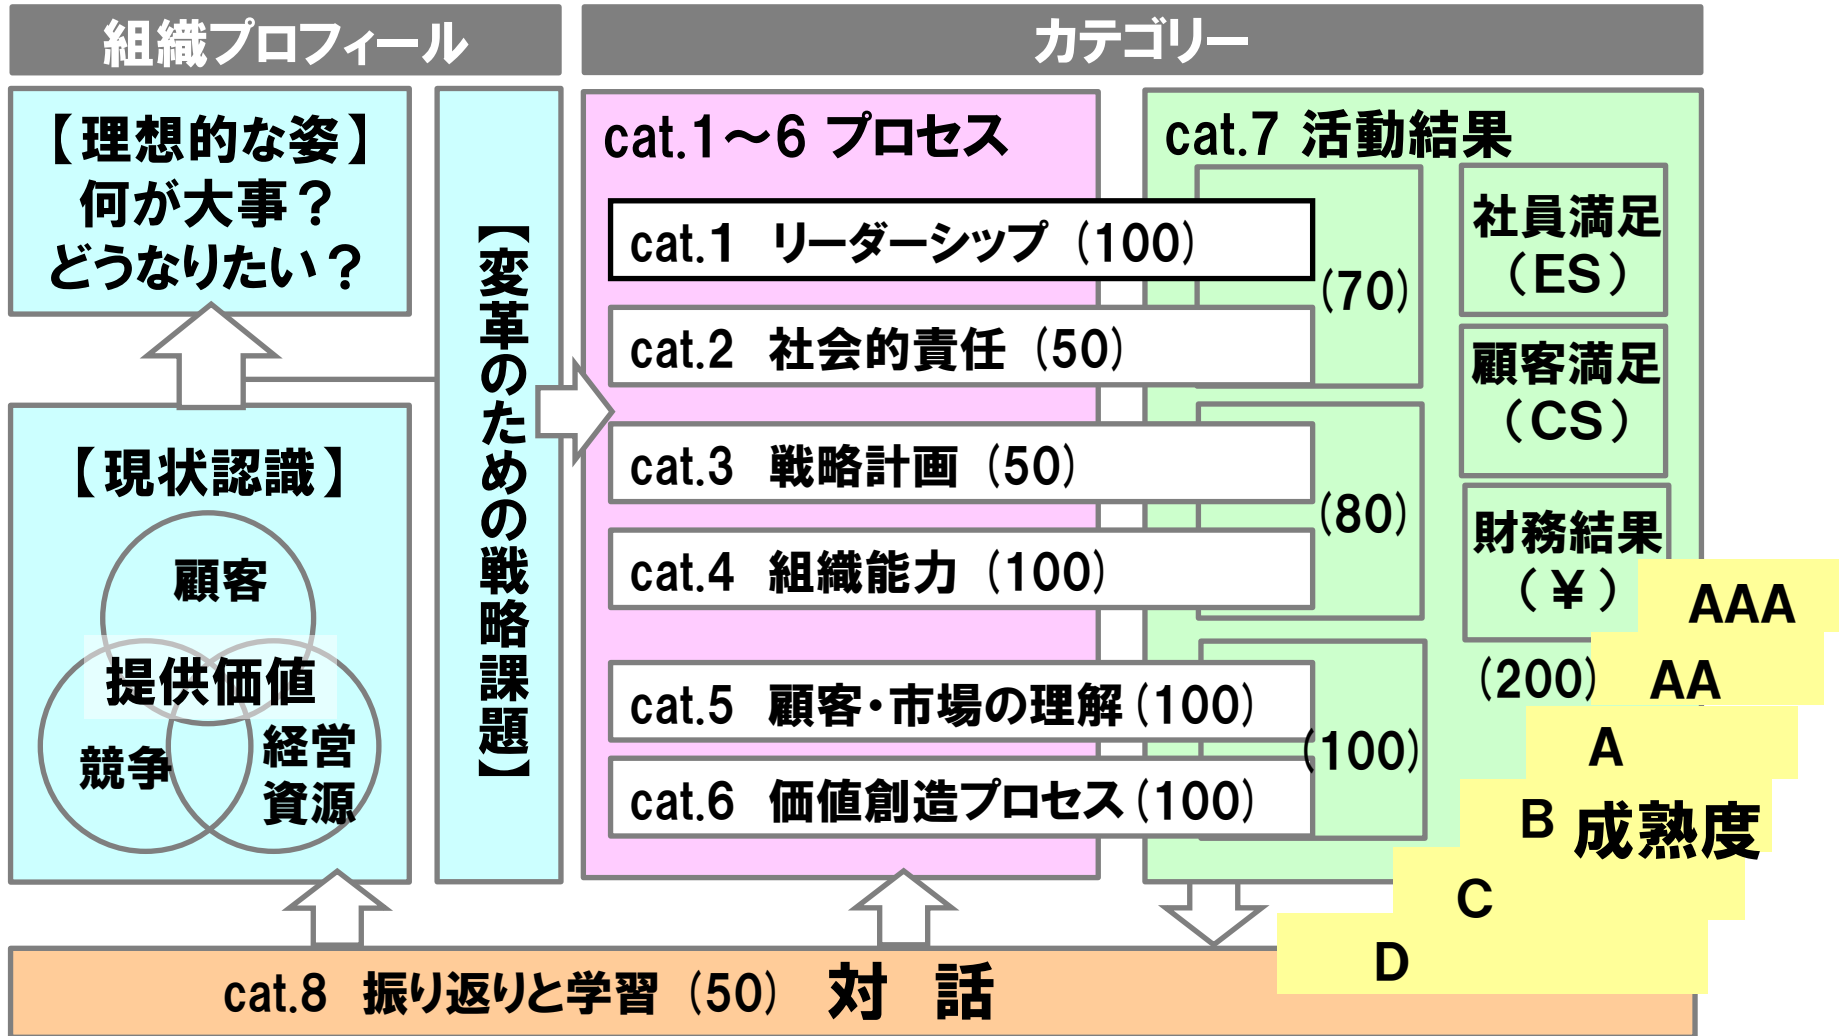 組織プロフィール
カテゴリー
【理想的な姿】
何が大事？
どうなりたい？
【現状認識】
顧客
提供価値
競争
経営
資源
【変革のための戦略課題】
cat.1～6 プロセス
cat.1 リーダーシップ (100)
cat.2 社会的責任 (50)
cat.3 戦略計画 (50)
cat.4 組織能力 (100)
cat.5 顧客・市場の理解 (100)
cat.6 価値創造プロセス (100)
cat.7 活動結果
(70)
(80)
(100)
社員満足
（ES）
顧客満足
（CS）
財務結果
（￥）
(200)
AAA
AA
A
B
成熟度
C
D
cat.8 振り返りと学習 (50) 対 話